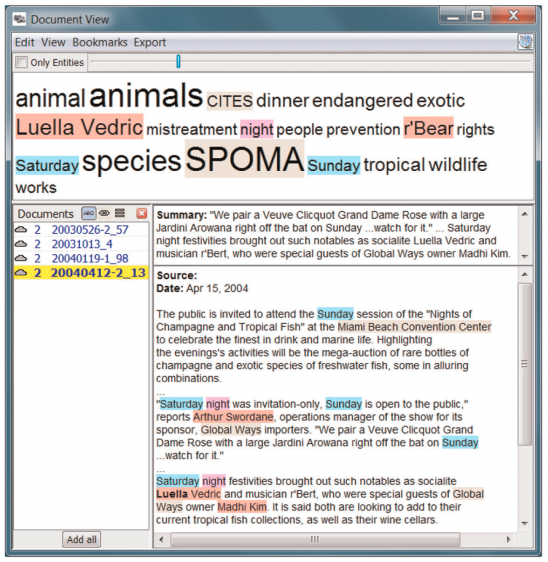 Document View
Edit View Bookmarks Export
Only Entities
animal animals CITES dinner endangered exotic
Luella Vedric mistreatment night people prevention r'Bear rights
Saturday species SPOMA Sunday tropical wildlife
works
Documents ABC
2 20030526-2_57
2 20031013_4
2 20040119-1_98
2 20040412-2_13
Add all
Summary: "We pair a Veuve Clicquot Grand Dame Rose with a large
Jardini Arowana right off the bat on Sunday ...watch for it." ... Saturday
night festivities brought out such notables as socialite Luella Vedric and
musician r'Bert, who were special guests of Global Ways owner Madhi Kim.
Source:
Date: Apr 15, 2004
The public is invited to attend the Sunday session of the "Nights of
Champagne and Tropical Fish" at the Miami Beach Convention Center
to celebrate the finest in drink and marine life. Highlighting
the evenings's activities will be the mega-auction of rare bottles of
champagne and exotic species of freshwater fish, some in alluring
combinations.
...
"Saturday night was invitation-only, Sunday is open to the public,"
reports Arthur Swordane, operations manager of the show for its
sponsor, Global Ways importers. "We pair a Veuve Clicquot Grand
Dame Rose with a large Jardini Arowana right off the bat on Sunday
...watch for it."
...
Saturday night festivities brought out such notables as socialite
Luella Vedric and musician r'Bert, who were special guests of Global
Ways owner Madhi Kim. It is said both are looking to add to their
current tropical fish collections, as well as their wine cellars.